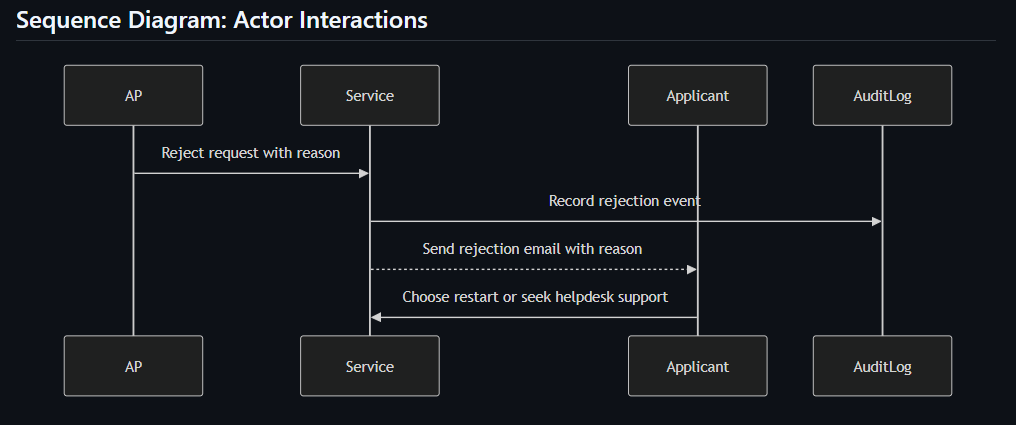 Sequence Diagram: Actor Interactions
AP
Service
Applicant
AuditLog
Reject request with reason
Record rejection event
Send rejection email with reason
Choose restart or seek helpdesk support
AP
Service
Applicant
AuditLog